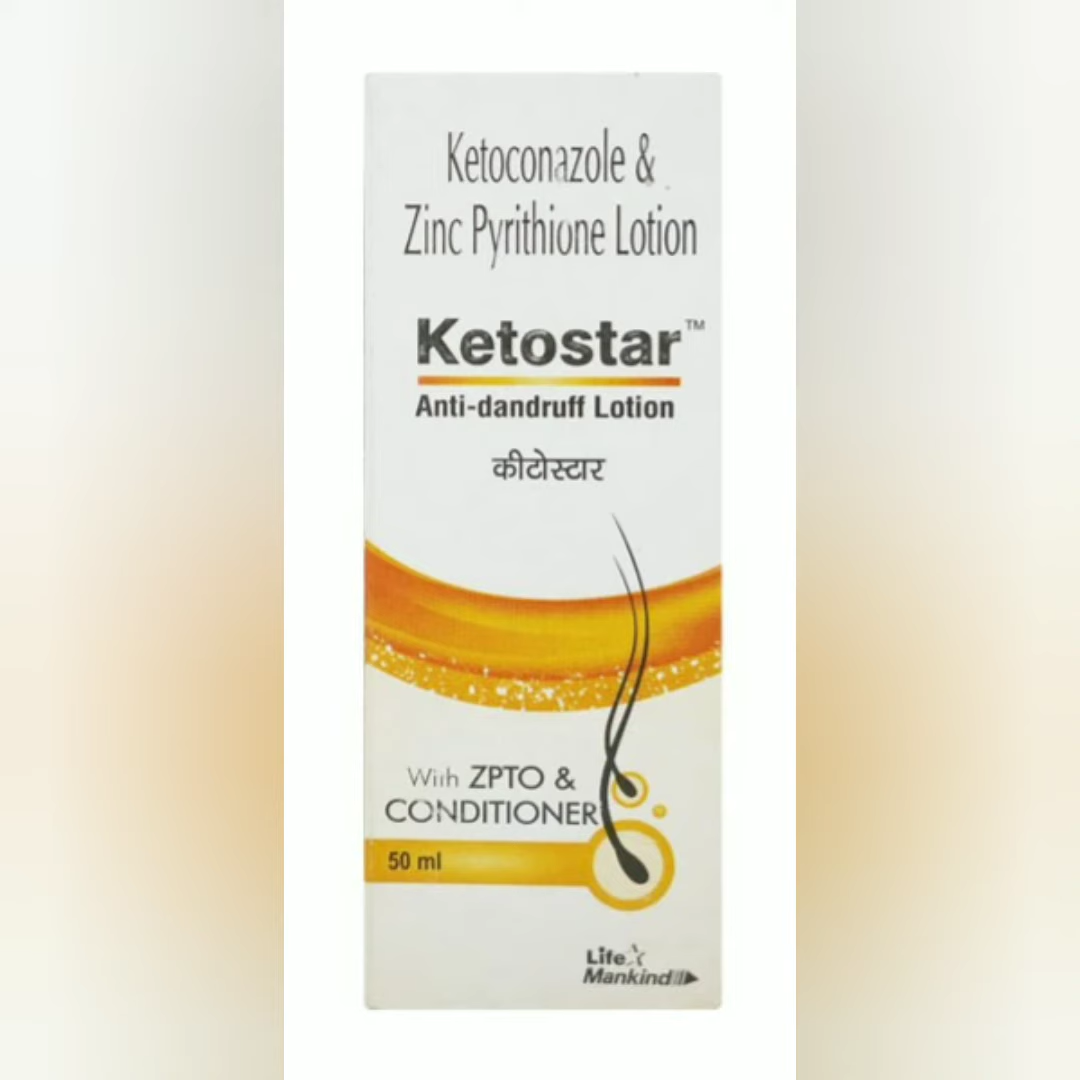 Ketoconazole &
Zinc Pyrithione Lotion
Ketostar™
Anti-dandruff Lotion
कीटोस्टार
With ZPTO &
CONDITIONER
50 ml
Life
Mankind